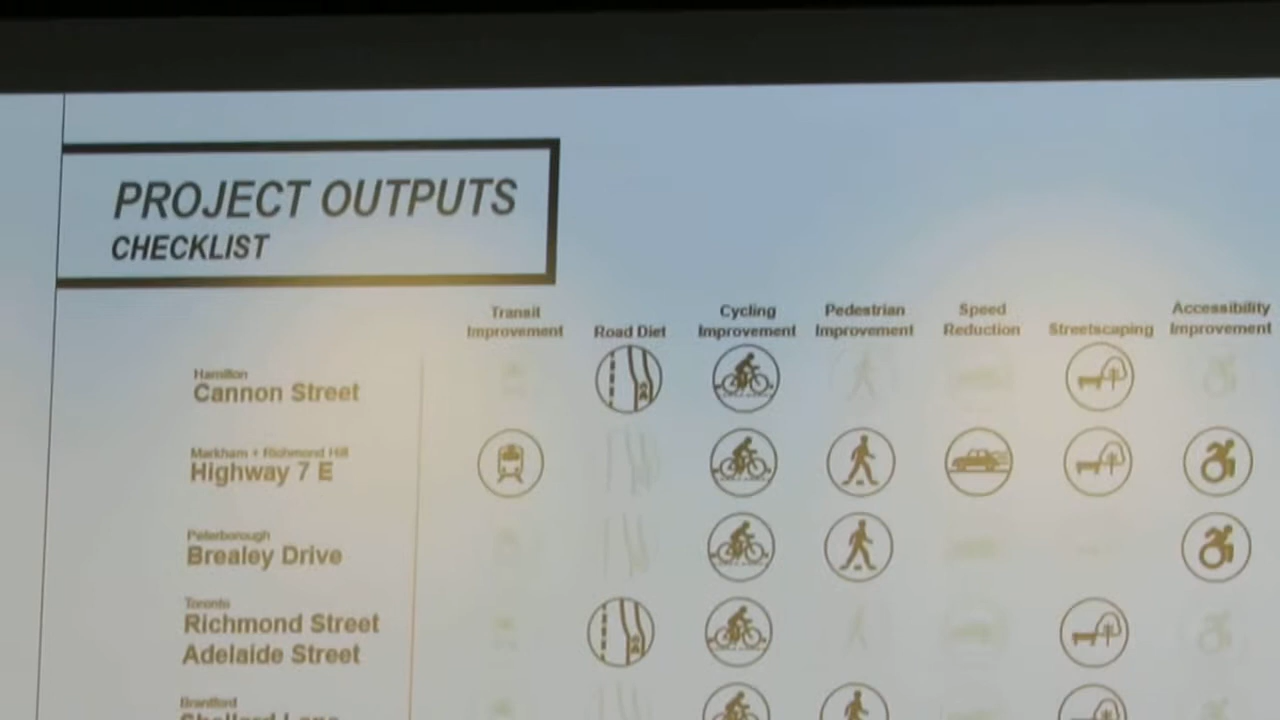 PROJECT OUTPUTS
CHECKLIST
Transit Improvement
Road Diet
Cycling Improvement
Pedestrian Improvement
Speed Reduction
Streetscaping
Accessibility Improvement
Hamilton
Cannon Street
Markham + Richmond Hill
Highway 7 E
Peterborough
Brealey Drive
Toronto
Richmond Street
Adelaide Street
Brantford